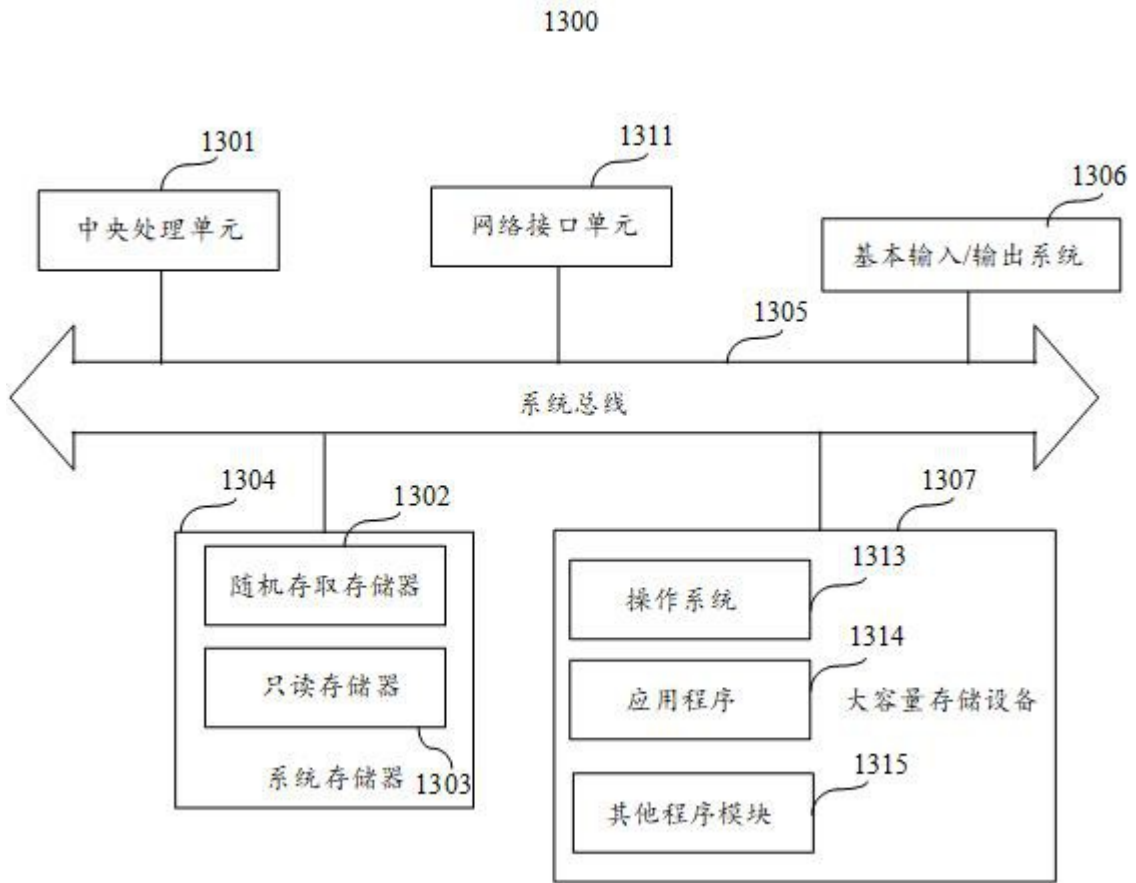 1300
1301
1311
1306
中央处理单元
网络接口单元
基本输入/输出系统
1305
系统总线
1304
1302
1307
随机存取存储器
1313
操作系统
只读存储器
1314
应用程序
大容量存储设备
系统存储器
1303
1315
其他程序模块